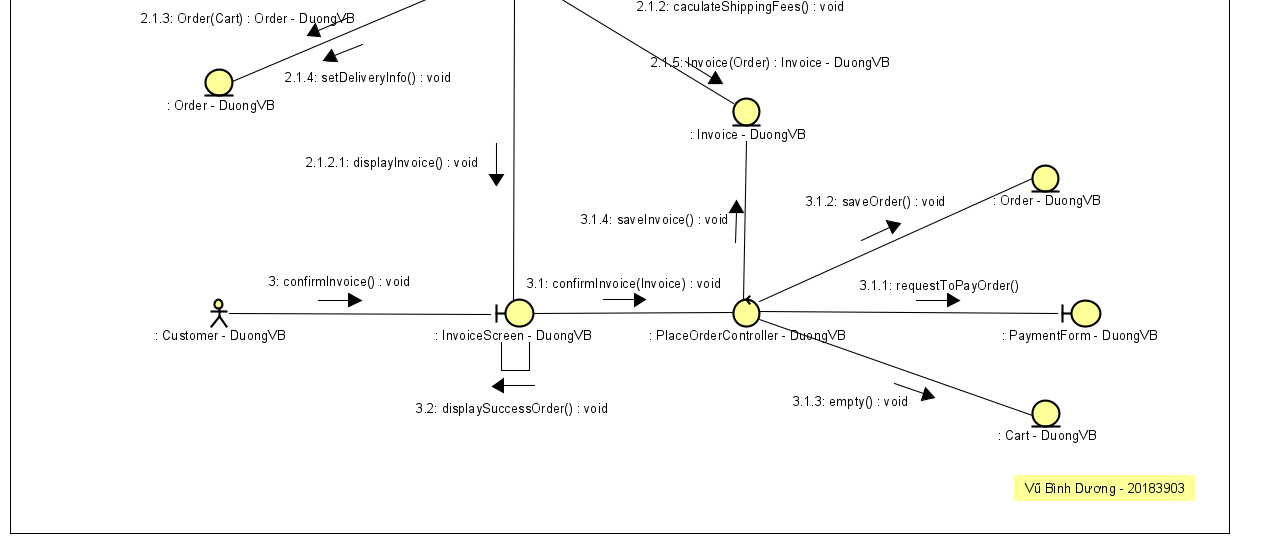 2.1.2: caculateShippingFees() : void
2.1.3: Order(Cart) : Order - DuongVB
2.1.5: Invoice(Order) : Invoice - DuongVB
2.1.4: setDeliveryInfo() : void
: Order - DuongVB
: Invoice - DuongVB
2.1.2.1: displayInvoice() : void
3.1.2: saveOrder() : void
: Order - DuongVB
3.1.4: saveInvoice() : void
3: confirmInvoice() : void
3.1: confirmInvoice(Invoice) : void
3.1.1: requestToPayOrder()
: Customer - DuongVB
: InvoiceScreen - DuongVB
: PlaceOrderController - DuongVB
: PaymentForm - DuongVB
3.2: displaySuccessOrder() : void
3.1.3: empty() : void
: Cart - DuongVB
Vũ Bình Dương - 20183903